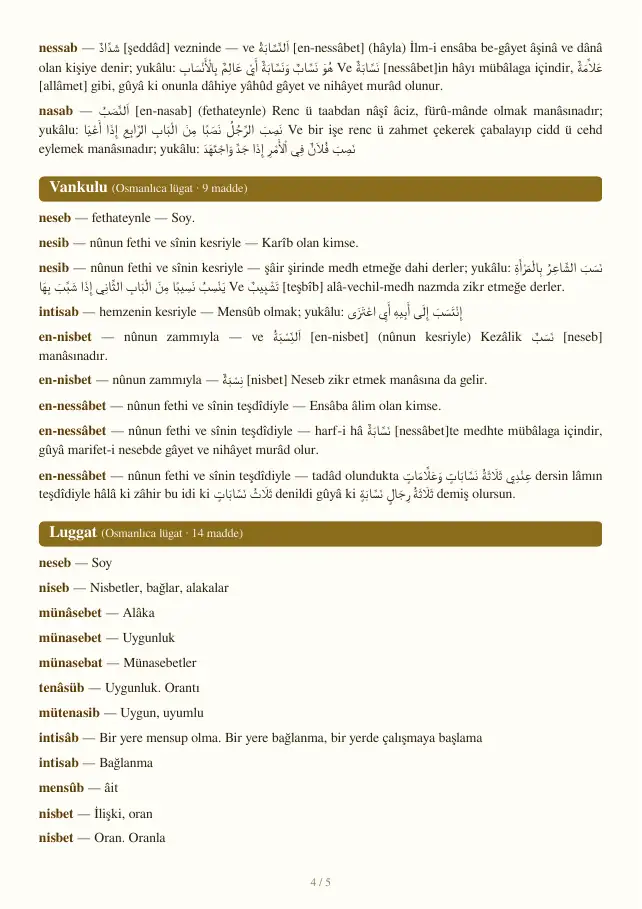 nessab — شَدَّادٌ [şeddâd] vezninde — ve اَلنَّسَّابَةُ [en-nessâbet] (hâyla) İlm-i ensâba be-gâyet âşinâ ve dânâ
olan kişiye denir; yukâlu: هُوَ نَسَّابٌ وَنَسَّابَةٌ أَيْ عَالِمٌ بِالْأَنْسَابِ Ve نَسَّابَةٌ [nessâbet]in hâyı mübâlaga içindir, عَلاَّمَةٌ
[allâmet] gibi, gûyâ ki onunla dâhiye yâhûd gâyet ve nihâyet murâd olunur.
nasab — اَلنَّصَبُ [en-nasab] (fethateynle) Renc ü taabdan nâşî âciz, fürû-mânde olmak manâsınadır;
yukâlu: نَصِبَ الرَّجُلُ نَصَبًا مِنَ الْبَابِ الرَّابِعِ إِذَا أَعْيَا Ve bir işe renc ü zahmet çekerek çabalayıp cidd ü cehd
eylemek manâsınadır; yukâlu: نَصِبَ فُلاَنٌ فِي الْأَمْرِ إِذَا جَدَّ وَاجْتَهَدَ
Vankulu (Osmanlıca lügat · 9 madde)
neseb — fethateynle — Soy.
nesib — nûnun fethi ve sînin kesriyle — Karîb olan kimse.
nesib — nûnun fethi ve sînin kesriyle — şâir şirinde medh etmeğe dahi derler; yukâlu: نَسَبَ الشَّاعِرُ بِالْمَرْأَةِ
يَنْسِبُ نَسِيبًا مِنَ الْبَابِ الثَّانِي إِذَا شَبَّبَ بِهَا Ve تَشْبِيبٌ [teşbîb] alâ-vechil-medh nazmda zikr etmeğe derler.
intisab — hemzenin kesriyle — Mensûb olmak; yukâlu: إِنْتَسَبَ إِلَى أَبِيهِ أَيِ اعْتَزَى
en-nisbet — nûnun zammıyla — ve اَلنِّسْبَةُ [en-nisbet] (nûnun kesriyle) Kezâlik نَسَبٌ [neseb]
manâsınadır.
en-nisbet — nûnun zammıyla — نِسْبَةٌ [nisbet] Neseb zikr etmek manâsına da gelir.
en-nessâbet — nûnun fethi ve sînin teşdîdiyle — Ensâba âlim olan kimse.
en-nessâbet — nûnun fethi ve sînin teşdîdiyle — harf-i hâ نَسَّابَةٌ [nessâbet]te medhte mübâlaga içindir,
gûyâ marifet-i nesebde gâyet ve nihâyet murâd olur.
en-nessâbet — nûnun fethi ve sînin teşdîdiyle — tadâd olundukta عِنْدِي ثَلاَثَةُ نَسَّابَاتٍ وَعَلاَّمَاتٍ dersin lâmın
teşdîdiyle hâlâ ki zâhir bu idi ki ثَلاَثُ نَسَّابَاتٍ denildi gûyâ ki ثَلاَثَةُ رِجَالٍ نَسَّابَةٍ demiş olursun.
Luggat (Osmanlıca lügat · 14 madde)
neseb — Soy
niseb — Nisbetler, bağlar, alakalar
münâsebet — Alâka
münasebet — Uygunluk
münasebat — Münasebetler
tenâsüb — Uygunluk. Orantı
mütenasib — Uygun, uyumlu
intisâb — Bir yere mensup olma. Bir yere bağlanma, bir yerde çalışmaya başlama
intisab — Bağlanma
mensûb — âit
nisbet — İlişki, oran
nisbet — Oran. Oranla
4 / 5